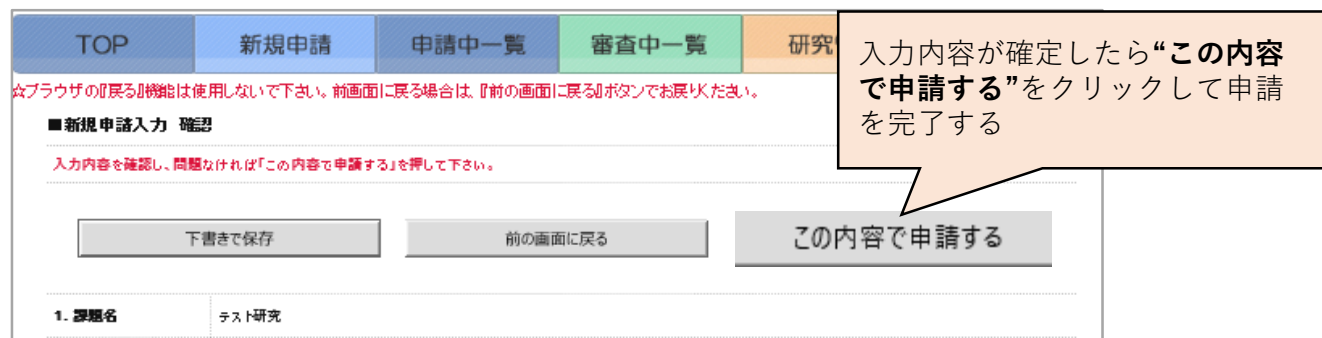 TOP 新規申請 申請中一覧 審査中一覧 研究
入力内容が確定したら“この内容
で申請する”をクリックして申請
を完了する
☆ブラウザの『戻る』機能は使用しないで下さい。前画面に戻る場合は、『前の画面に戻る』ボタンでお戻りください。
■新規申請入力 確認
入力内容を確認し、問題なければ「この内容で申請する」を押して下さい。
下書きで保存 前の画面に戻る この内容で申請する
1. 課題名 テスト研究